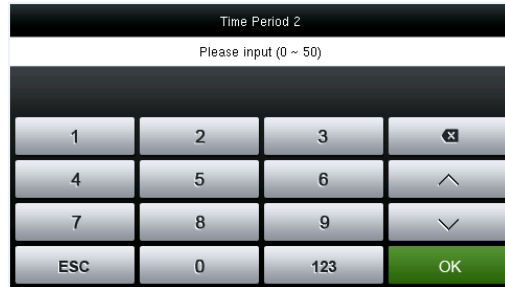 Time Period 2
Please input (0 ~ 50)
1 2 3
4 5 6
7 8 9
ESC 0 123 OK